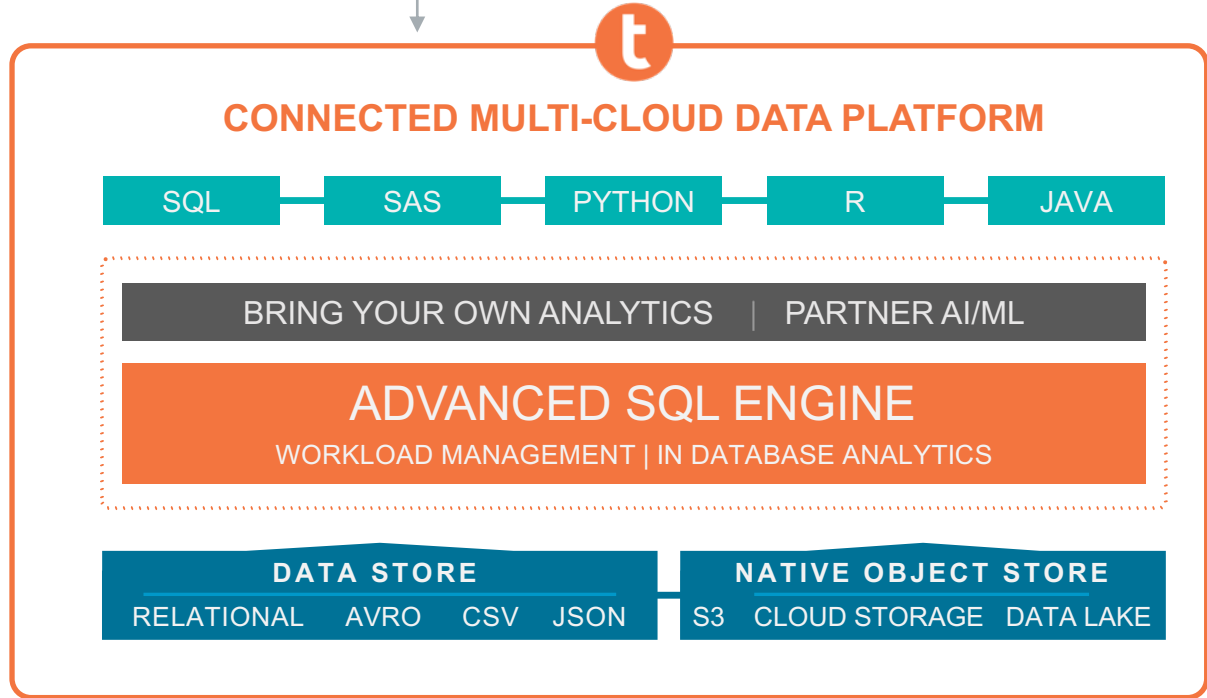 t
CONNECTED MULTI-CLOUD DATA PLATFORM
SQL SAS PYTHON R JAVA
BRING YOUR OWN ANALYTICS | PARTNER AI/ML
ADVANCED SQL ENGINE
WORKLOAD MANAGEMENT | IN DATABASE ANALYTICS
DATA STORE
RELATIONAL AVRO CSV JSON
NATIVE OBJECT STORE
S3 CLOUD STORAGE DATA LAKE